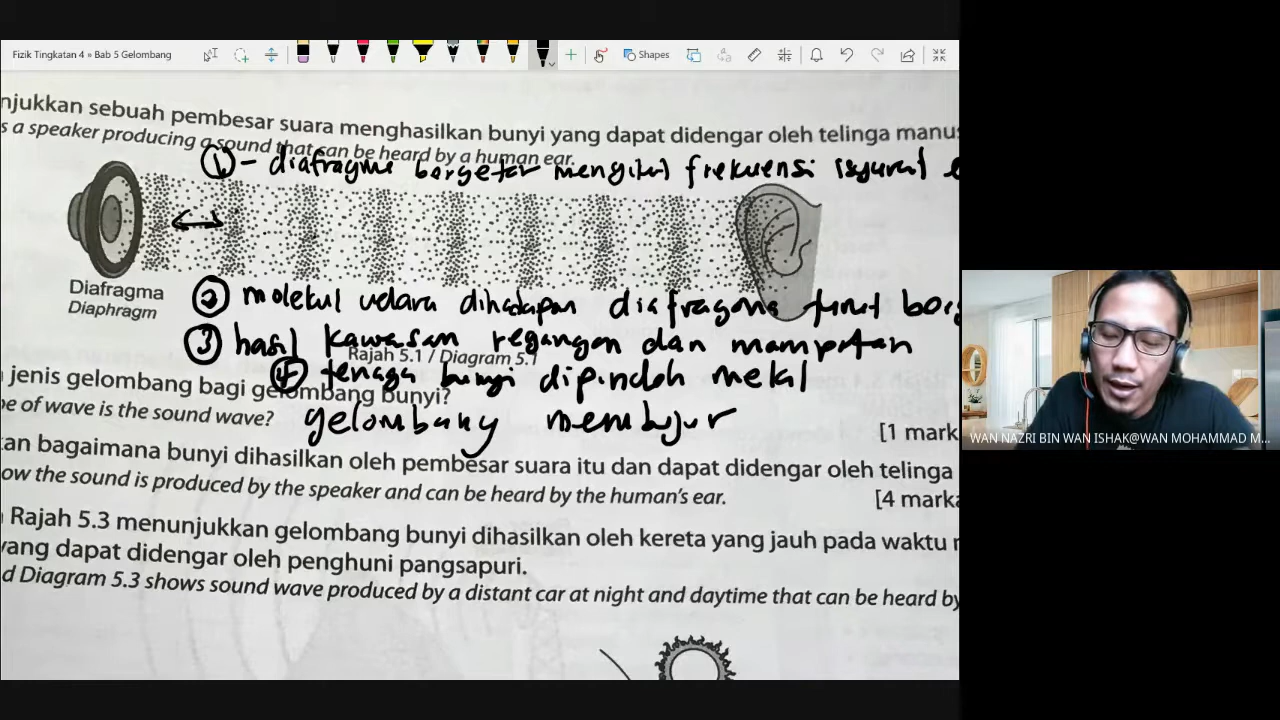 Fizik Tingkatan 4 » Bab 5 Gelombang
Shapes
njukkan sebuah pembesar suara menghasilkan bunyi yang dapat didengar oleh telinga manus
s a speaker producing a sound that can be heard by a human ear.
① - diafragma bergetar mengikut frekuensi isyarat e
Diafragma
Diaphragm
② molekul udara dihadapan diafragma turut berg
③ hasil kawasan regangan dan mampatan
Rajah 5.1 / Diagram 5.1
④ tenaga bunyi dipindah melal
jenis gelombang bagi gelombang bunyi?
pe of wave is the sound wave?
gelombang membujur
[1 mark
kan bagaimana bunyi dihasilkan oleh pembesar suara itu dan dapat didengar oleh telinga
ow the sound is produced by the speaker and can be heard by the human's ear.
[4 marka
Rajah 5.3 menunjukkan gelombang bunyi dihasilkan oleh kereta yang jauh pada waktu
yang dapat didengar oleh penghuni pangsapuri.
d Diagram 5.3 shows sound wave produced by a distant car at night and daytime that can be heard by
WAN NAZRI BIN WAN ISHAK@WAN MOHAMMAD M...